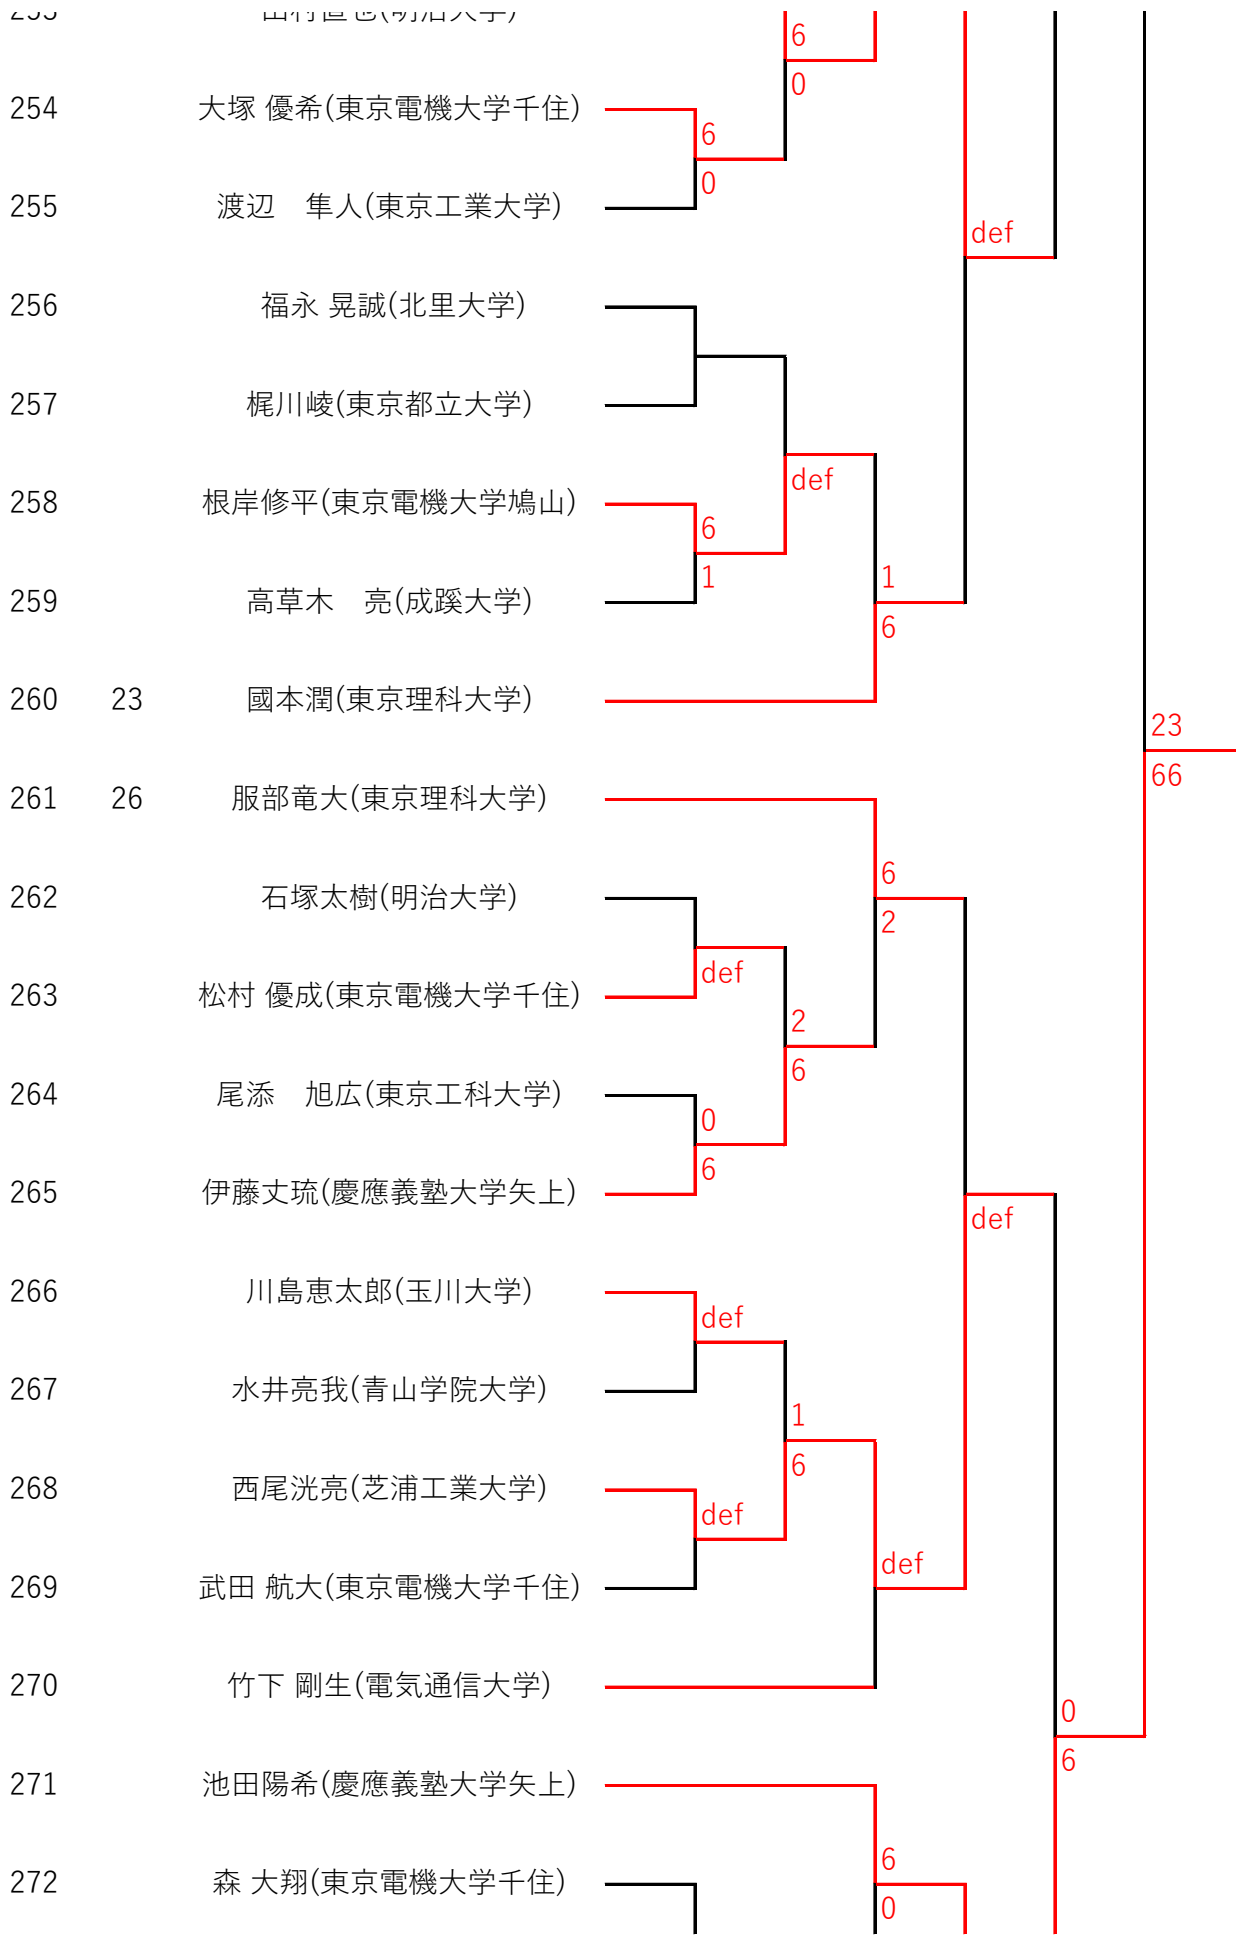 6
0
254 大塚 優希(東京電機大学千住)
6
0
255 渡辺　隼人(東京工業大学)
def
256 福永 晃誠(北里大学)
257 梶川崚(東京都立大学)
def
258 根岸修平(東京電機大学鳩山)
6
1
1
259 高草木　亮(成蹊大学)
6
260 23 國本潤(東京理科大学)
23
66
261 26 服部竜大(東京理科大学)
6
262 石塚太樹(明治大学)
2
def
263 松村 優成(東京電機大学千住)
2
6
264 尾添　旭広(東京工科大学)
0
6
265 伊藤丈琉(慶應義塾大学矢上)
def
266 川島恵太郎(玉川大学)
def
267 水井亮我(青山学院大学)
1
6
268 西尾洸亮(芝浦工業大学)
def
def
269 武田 航大(東京電機大学千住)
270 竹下 剛生(電気通信大学)
0
6
271 池田陽希(慶應義塾大学矢上)
6
272 森 大翔(東京電機大学千住)
0